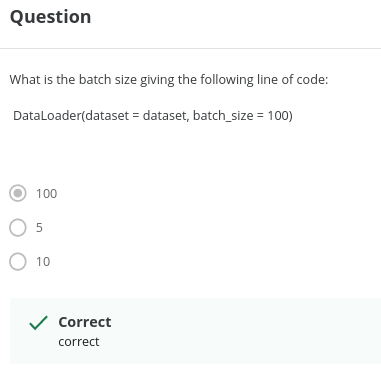 Question
What is the batch size giving the following line of code:
DataLoader(dataset = dataset, batch_size = 100)
100
5
10
Correct
correct